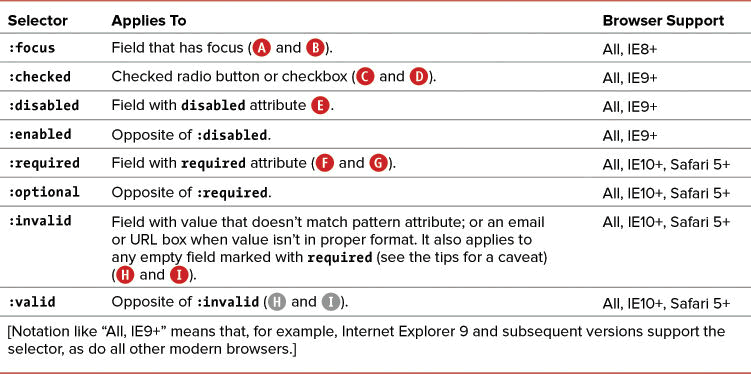 Selector Applies To Browser Support
:focus Field that has focus (A and B). All, IE8+
:checked Checked radio button or checkbox (C and D). All, IE9+
:disabled Field with disabled attribute E. All, IE9+
:enabled Opposite of :disabled. All, IE9+
:required Field with required attribute (F and G). All, IE10+, Safari 5+
:optional Opposite of :required. All, IE10+, Safari 5+
:invalid Field with value that doesn’t match pattern attribute; or an email All, IE10+, Safari 5+
or URL box when value isn’t in proper format. It also applies to
any empty field marked with required (see the tips for a caveat)
(H and I).
:valid Opposite of :invalid (H and I). All, IE10+, Safari 5+
[Notation like “All, IE9+” means that, for example, Internet Explorer 9 and subsequent versions support the
selector, as do all other modern browsers.]